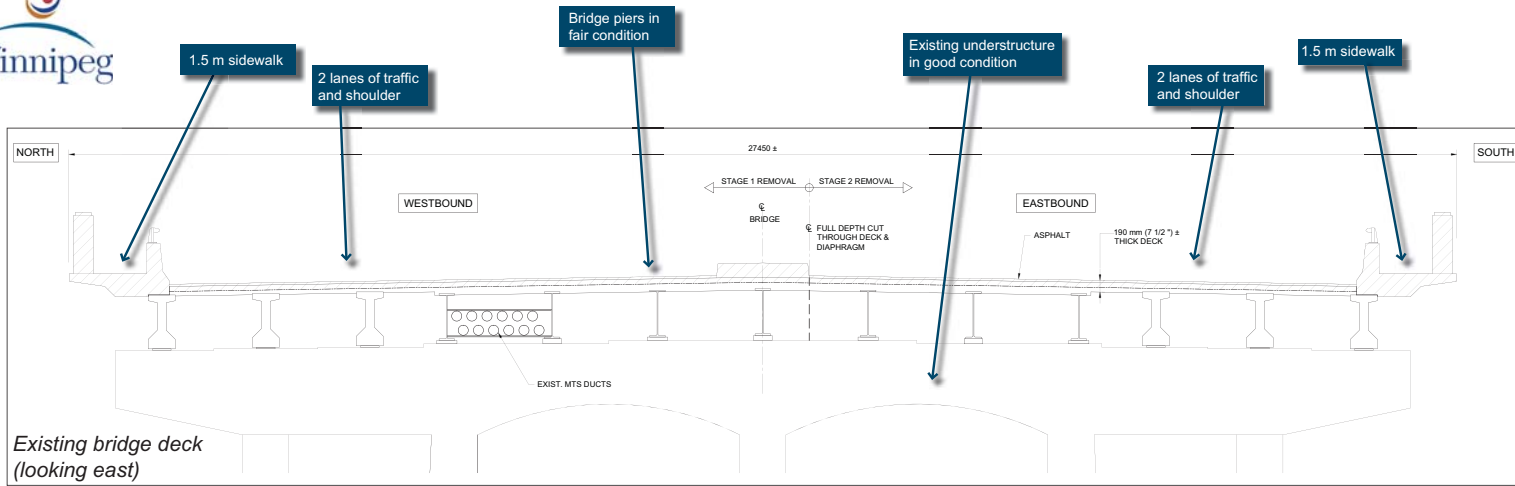 innipeg
1.5 m sidewalk
2 lanes of traffic
and shoulder
Bridge piers in
fair condition
Existing understructure
in good condition
2 lanes of traffic
and shoulder
1.5 m sidewalk
NORTH
27450 ±
SOUTH
STAGE 1 REMOVAL
STAGE 2 REMOVAL
WESTBOUND
EASTBOUND
℄
BRIDGE
℄ FULL DEPTH CUT
THROUGH DECK &
DIAPHRAGM
ASPHALT
190 mm (7 1/2 ") ±
THICK DECK
EXIST. MTS DUCTS
Existing bridge deck
(looking east)